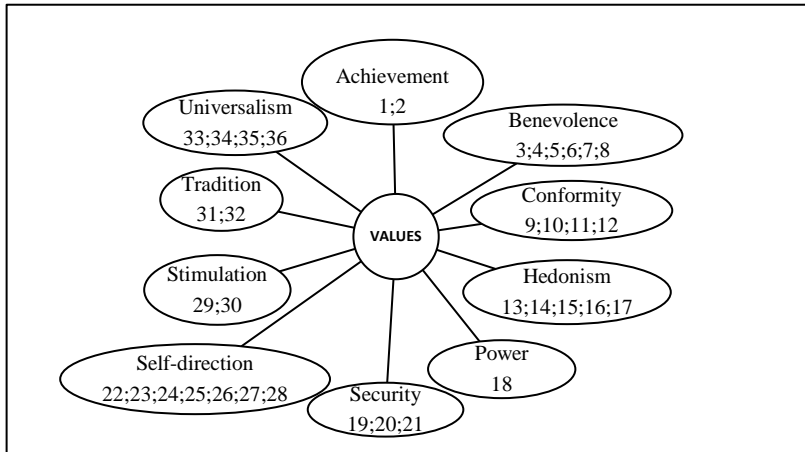 Achievement
1;2
Universalism
33;34;35;36
Benevolence
3;4;5;6;7;8
Tradition
31;32
Conformity
9;10;11;12
VALUES
Stimulation
29;30
Hedonism
13;14;15;16;17
Self-direction
22;23;24;25;26;27;28
Power
18
Security
19;20;21